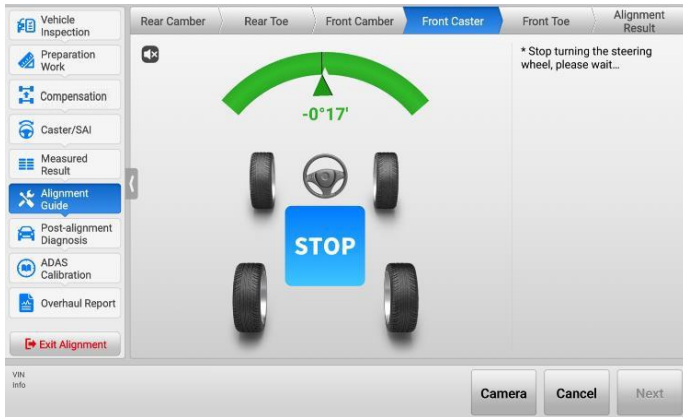 Vehicle
Inspection
Preparation
Work
Compensation
Caster/SAI
Measured
Result
Alignment
Guide
Post-alignment
Diagnosis
ADAS
Calibration
Overhaul Report
Exit Alignment
Rear Camber
Rear Toe
Front Camber
Front Caster
Front Toe
Alignment
Result
-0°17'
STOP
* Stop turning the steering
wheel, please wait...
VIN
Info
Camera
Cancel
Next